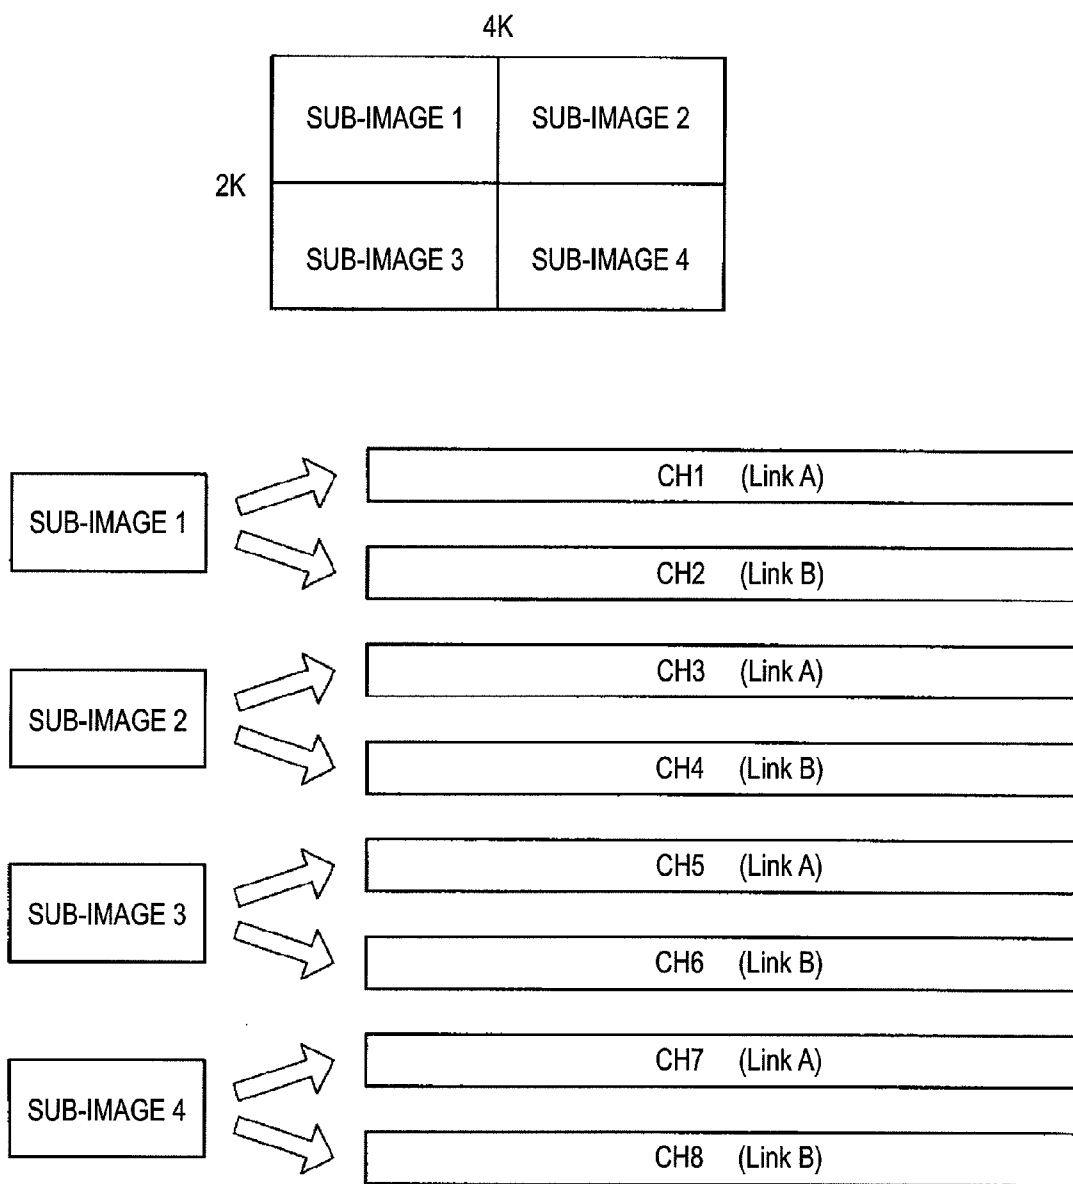 4K
SUB-IMAGE 1 SUB-IMAGE 2
2K
SUB-IMAGE 3 SUB-IMAGE 4
SUB-IMAGE 1
CH1 (Link A)
CH2 (Link B)
SUB-IMAGE 2
CH3 (Link A)
CH4 (Link B)
SUB-IMAGE 3
CH5 (Link A)
CH6 (Link B)
SUB-IMAGE 4
CH7 (Link A)
CH8 (Link B)